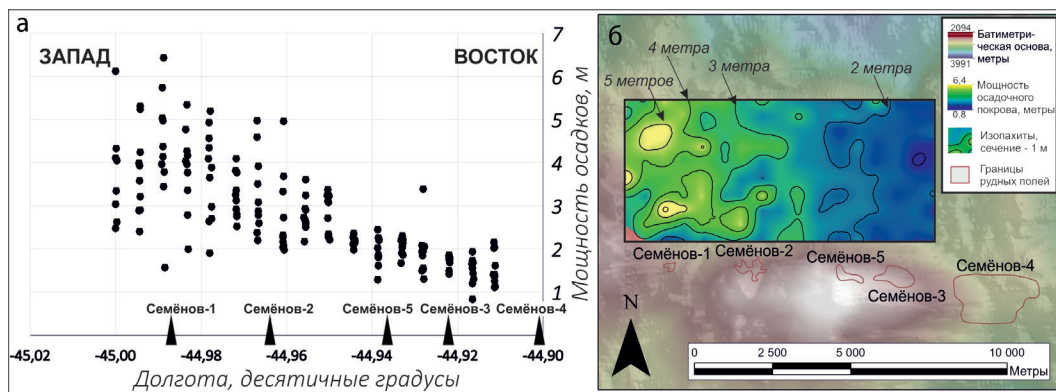 а
ЗАПАД
ВОСТОК
7
6
5
4
3
2
1
Мощность осадков, м
Семёнов-1
Семёнов-2
Семёнов-5
Семёнов-3
Семёнов-4
-45,02
-45,00
-44,98
-44,96
-44,94
-44,92
-44,90
Долгота, десятичные градусы
б
4 метра
5 метров
3 метра
2 метра
2094
3991
Батиметри-
ческая основа,
метры
6,4
0,8
Мощность
осадочного
покрова, метры
Изопахиты,
сечение - 1 м
Границы
рудных полей
Семёнов-1
Семёнов-2
Семёнов-5
Семёнов-3
Семёнов-4
N
0
2 500
5 000
10 000
Метры